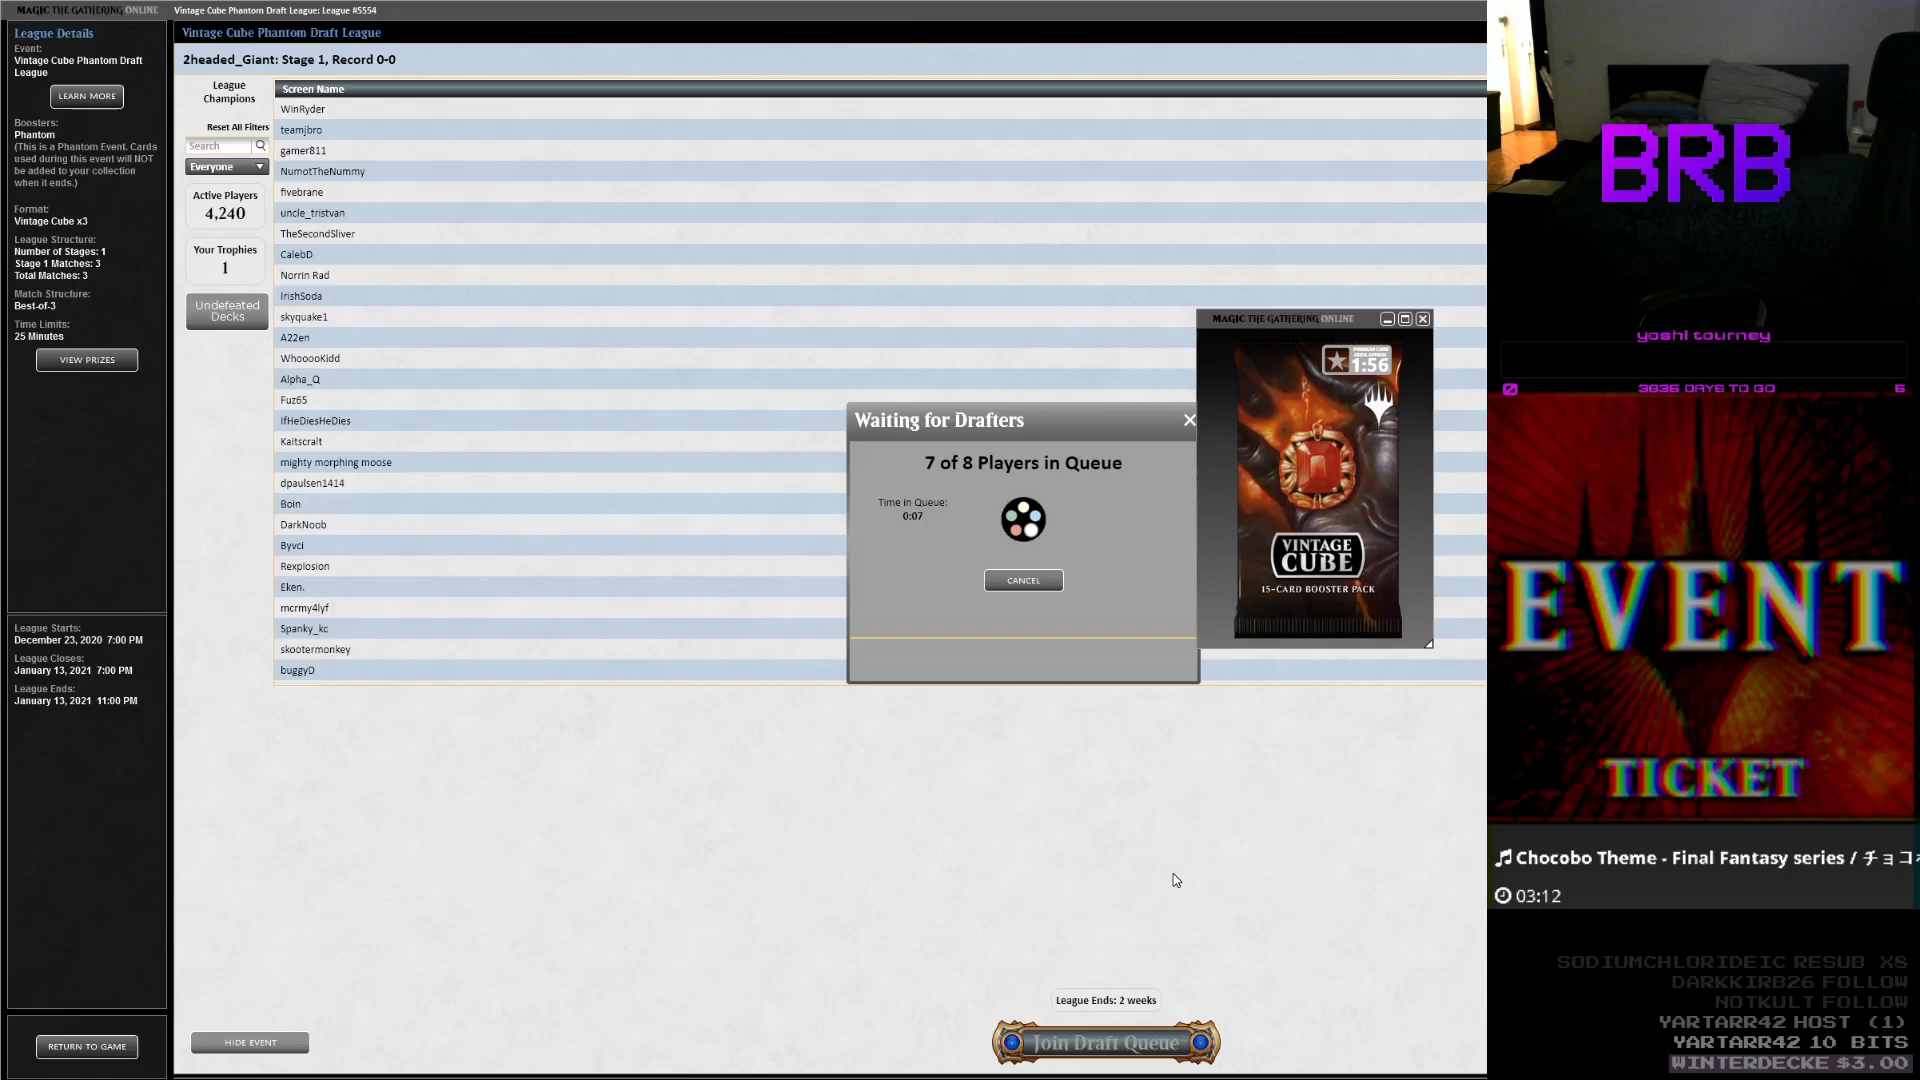 MAGIC THE GATHERING ONLINE
Vintage Cube Phantom Draft League: League #5554
League Details
Event:
Vintage Cube Phantom Draft
League
LEARN MORE
Boosters:
Phantom
(This is a Phantom Event. Cards
used during this event will NOT
be added to your collection
when it ends.)
Format:
Vintage Cube x3
League Structure:
Number of Stages: 1
Stage 1 Matches: 3
Total Matches: 3
Match Structure:
Best-of-3
Time Limits:
25 Minutes
VIEW PRIZES
League Starts:
December 23, 2020 7:00 PM
League Closes:
January 13, 2021 7:00 PM
League Ends:
January 13, 2021 11:00 PM
RETURN TO GAME
Vintage Cube Phantom Draft League
2headed_Giant: Stage 1, Record 0-0
League
Champions
Reset All Filters
Search
Everyone
Active Players
4,240
Your Trophies
1
Undefeated
Decks
Screen Name
WinRyder
teamjbro
gamer811
NumotTheNummy
fivebrane
uncle_tristvan
TheSecondSliver
CalebD
Norrin Rad
IrishSoda
skyquake1
A22en
WhooooKidd
Alpha_Q
Fuz65
IfHeDiesHeDies
Kaitscralt
mighty morphing moose
dpaulsen1414
Boin
DarkNoob
Byvci
Rexplosion
Eken.
mcrmy4lyf
Spanky_kc
skootermonkey
buggyD
Waiting for Drafters
7 of 8 Players in Queue
Time in Queue:
0:07
CANCEL
MAGIC THE GATHERING ONLINE
1:56
VINTAGE
CUBE
15-CARD BOOSTER PACK
League Ends: 2 weeks
HIDE EVENT
Join Draft Queue
BRB
yoshi tourney
0
3635 DAYS TO GO
5
EVENT
TICKET
Chocobo Theme - Final Fantasy series / チョコ
03:12
SODIUMCHLORIDEIC RESUB X8
DARKKIRB26 FOLLOW
NOTKULT FOLLOW
YARTARR42 HOST (1)
YARTARR42 10 BITS
WINTERDECKE $3.00